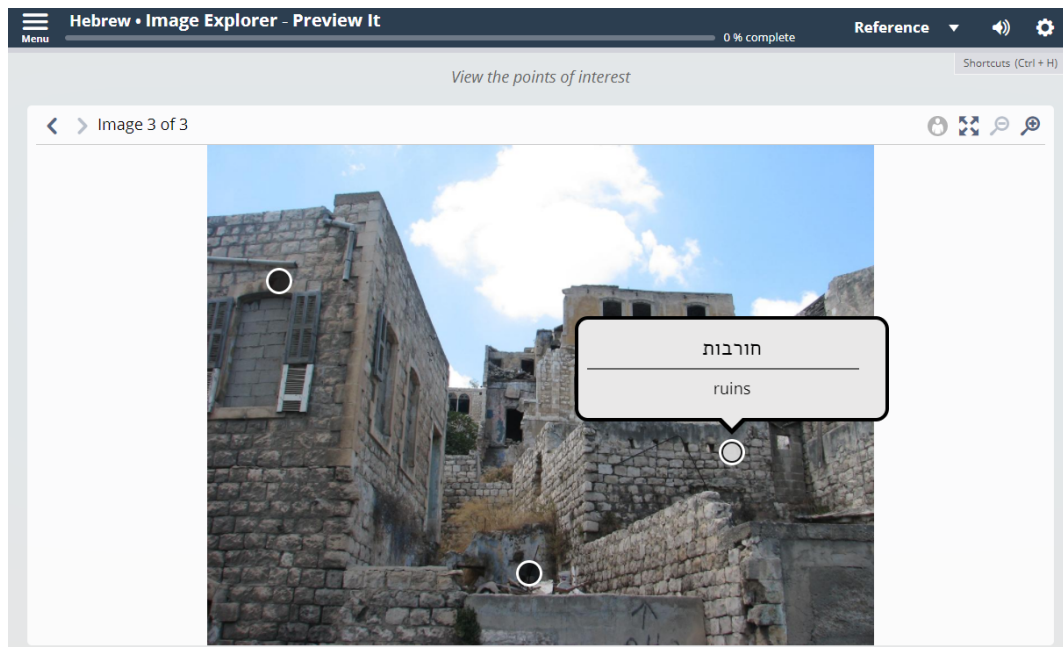 Hebrew • Image Explorer - Preview It
Menu
0 % complete
Reference
Shortcuts (Ctrl + H)
View the points of interest
Image 3 of 3
חורבות
ruins